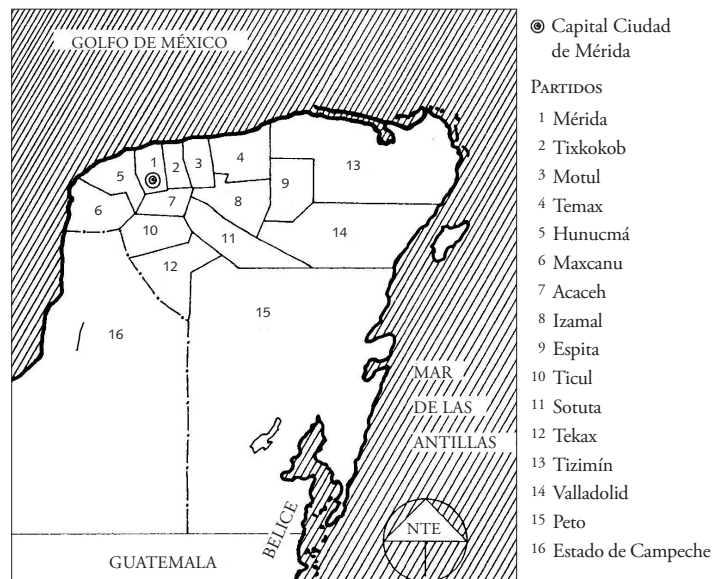 GOLFO DE MÉXICO
1
2
3
4
5
6
7
8
9
10
11
12
13
14
15
16
MAR
DE LAS
ANTILLAS
BELICE
GUATEMALA
NTE
Capital Ciudad
de Mérida
PARTIDOS
1 Mérida
2 Tixkokob
3 Motul
4 Temax
5 Hunucmá
6 Maxcanu
7 Acaceh
8 Izamal
9 Espita
10 Ticul
11 Sotuta
12 Tekax
13 Tizimín
14 Valladolid
15 Peto
16 Estado de Campeche